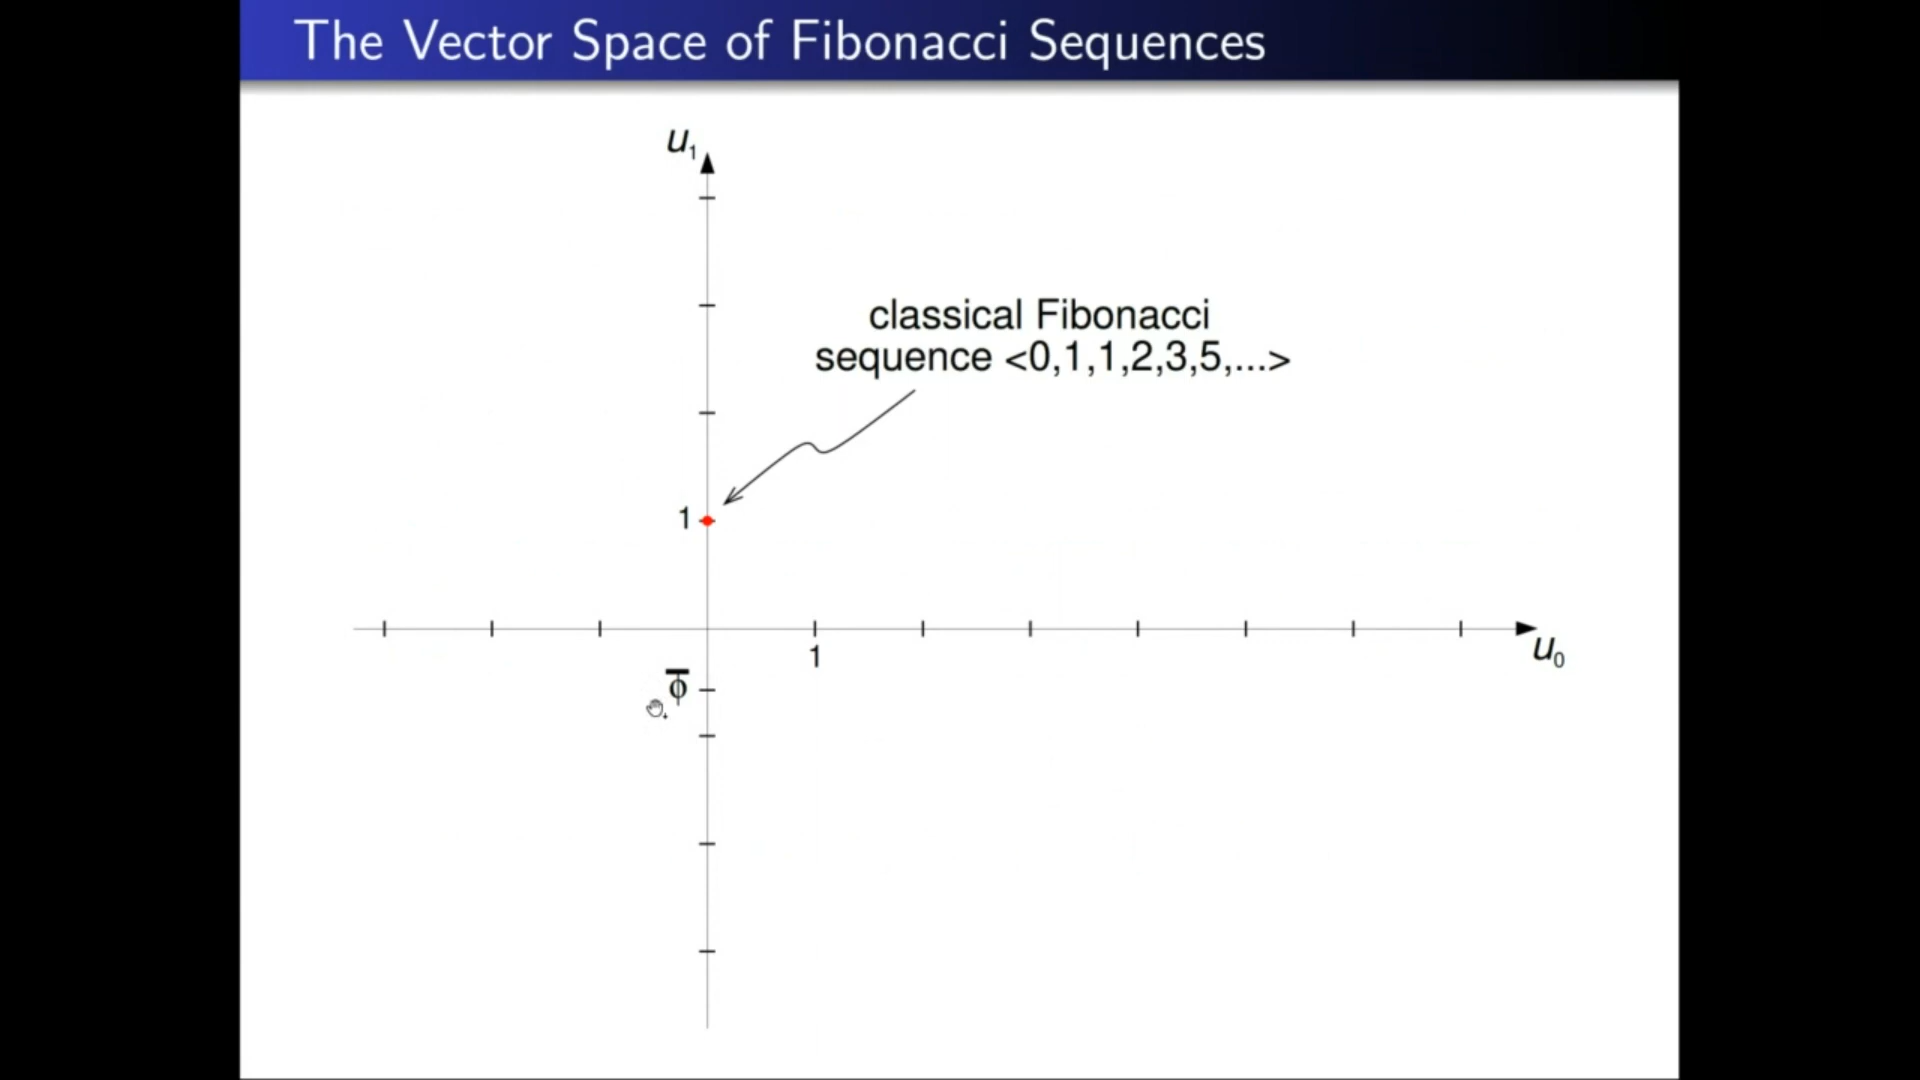 The Vector Space of Fibonacci Sequences
u₁
classical Fibonacci
sequence <0,1,1,2,3,5,...>
1
1
u₀
ϕ̅